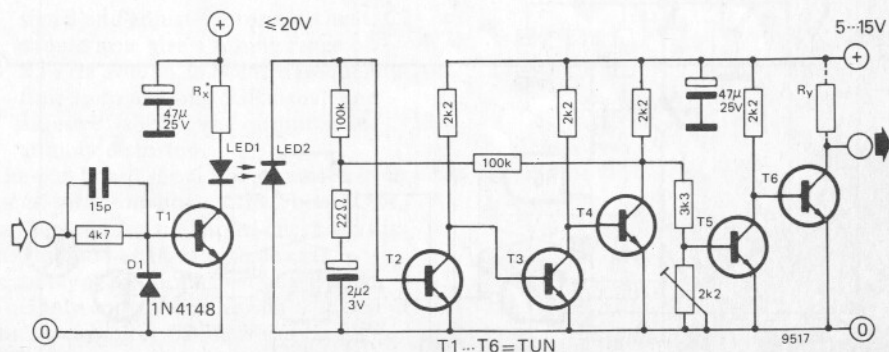 ≤20V
5...15V
+
+
47µ
25V
Rx
LED1
LED2
100k
2k2
2k2
2k2
47µ
25V
2k2
Ry
15p
4k7
T1
D1
1N4148
22Ω
2µ2
3V
100k
T2
T3
T4
3k3
T5
T6
2k2
0
0
9517
T1...T6=TUN